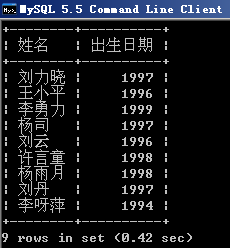 MySQL 5.5 Command Line Client
+--------+----------+
| 姓名 | 出生日期 |
+--------+----------+
| 刘力晓 | 1997 |
| 王小平 | 1996 |
| 李勇力 | 1999 |
| 杨司 | 1997 |
| 刘云 | 1996 |
| 许言童 | 1998 |
| 杨雨月 | 1998 |
| 刘丹 | 1997 |
| 李呀萍 | 1994 |
+--------+----------+
9 rows in set (0.42 sec)